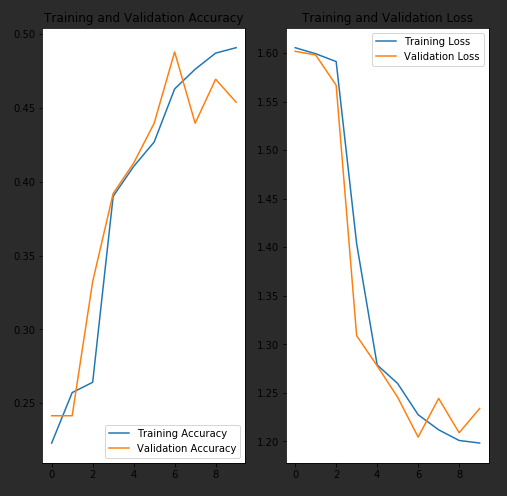 Training and Validation Accuracy
0.50
0.45
0.40
0.35
0.30
0.25
0 2 4 6 8
Training Accuracy
Validation Accuracy
Training and Validation Loss
1.60
1.55
1.50
1.45
1.40
1.35
1.30
1.25
1.20
0 2 4 6 8
Training Loss
Validation Loss